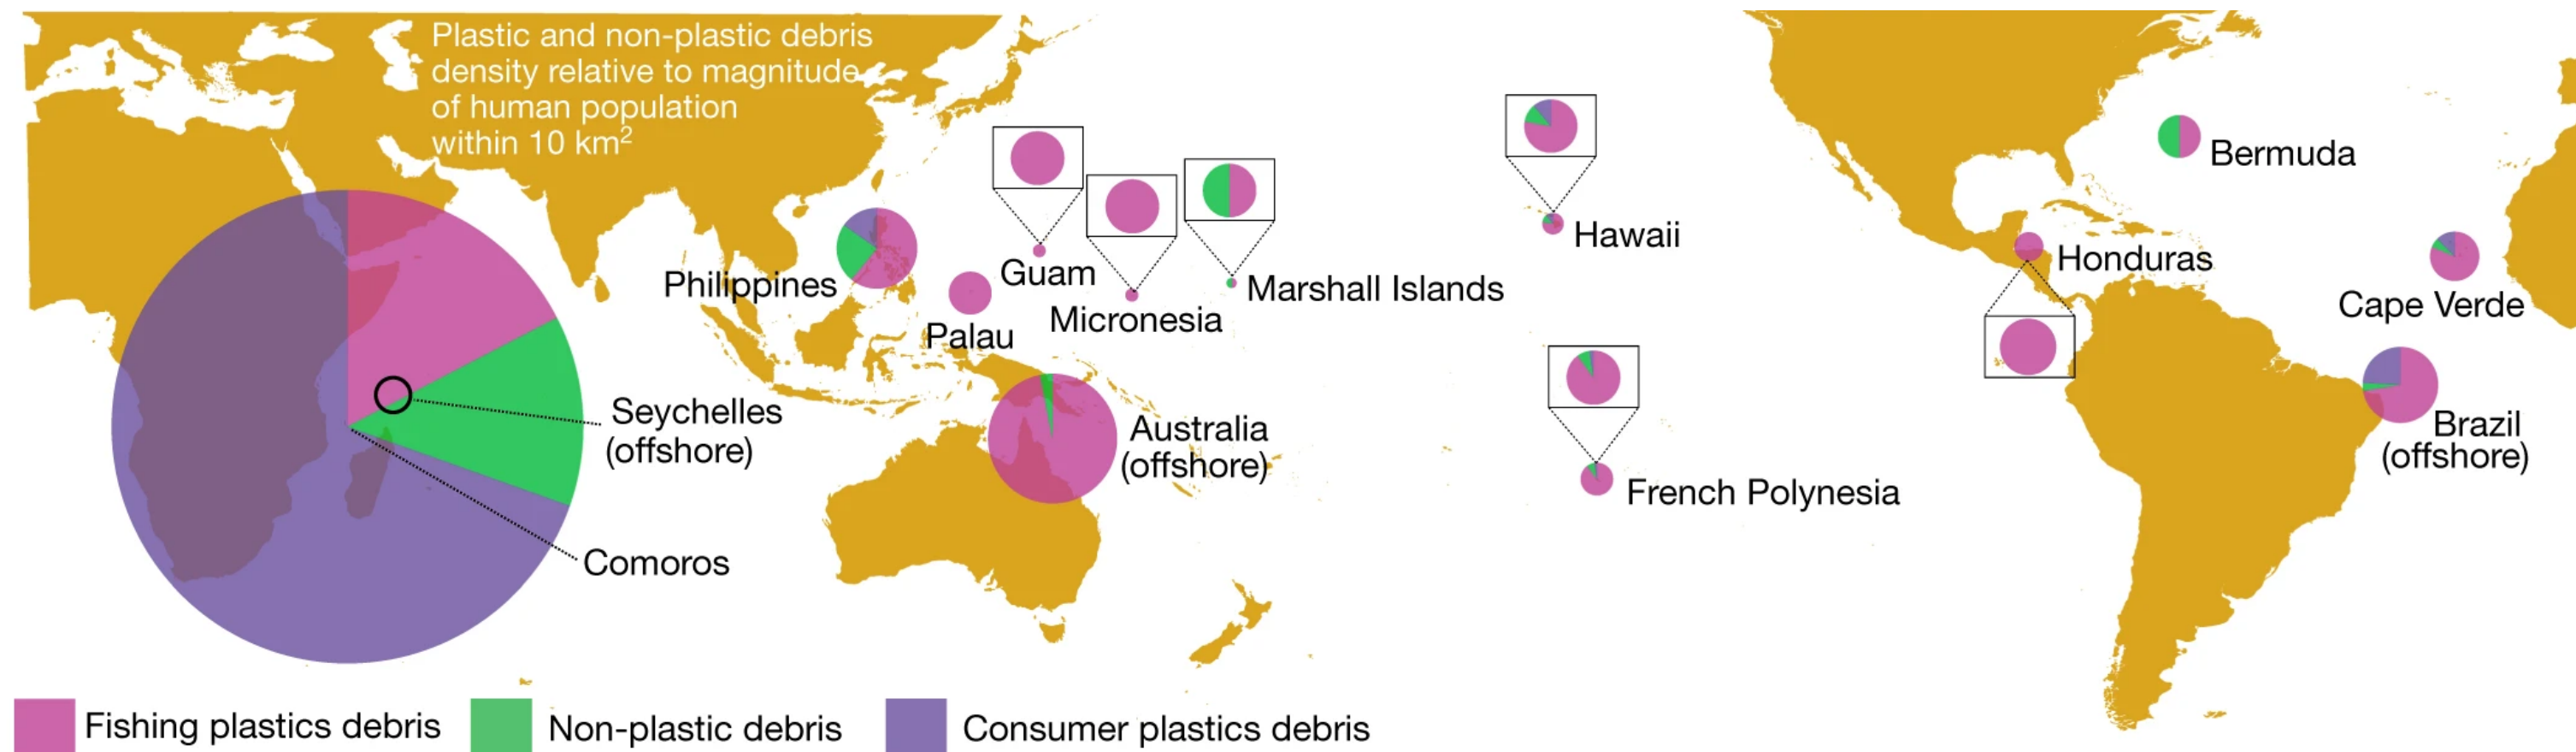 Plastic and non-plastic debris
density relative to magnitude
of human population
within 10 km²
Bermuda
Hawaii
Honduras
Guam
Philippines
Marshall Islands
Cape Verde
Micronesia
Palau
Seychelles
(offshore)
Australia
(offshore)
Brazil
(offshore)
French Polynesia
Comoros
Fishing plastics debris
Non-plastic debris
Consumer plastics debris